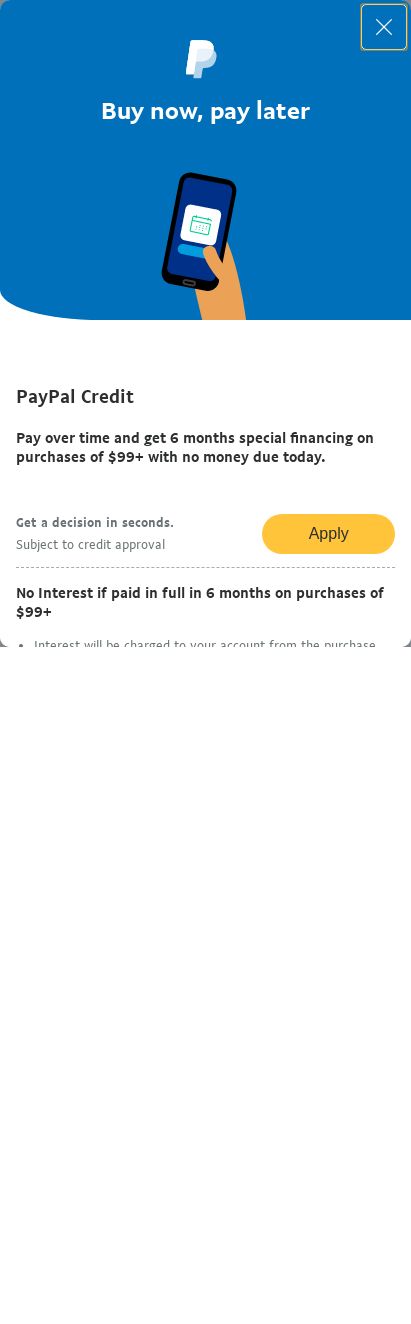 Buy now, pay later
PayPal Credit
Pay over time and get 6 months special financing on
purchases of $99+ with no money due today.
Get a decision in seconds.
Subject to credit approval
Apply
No Interest if paid in full in 6 months on purchases of
$99+
• Interest will be charged to your account from the purchase